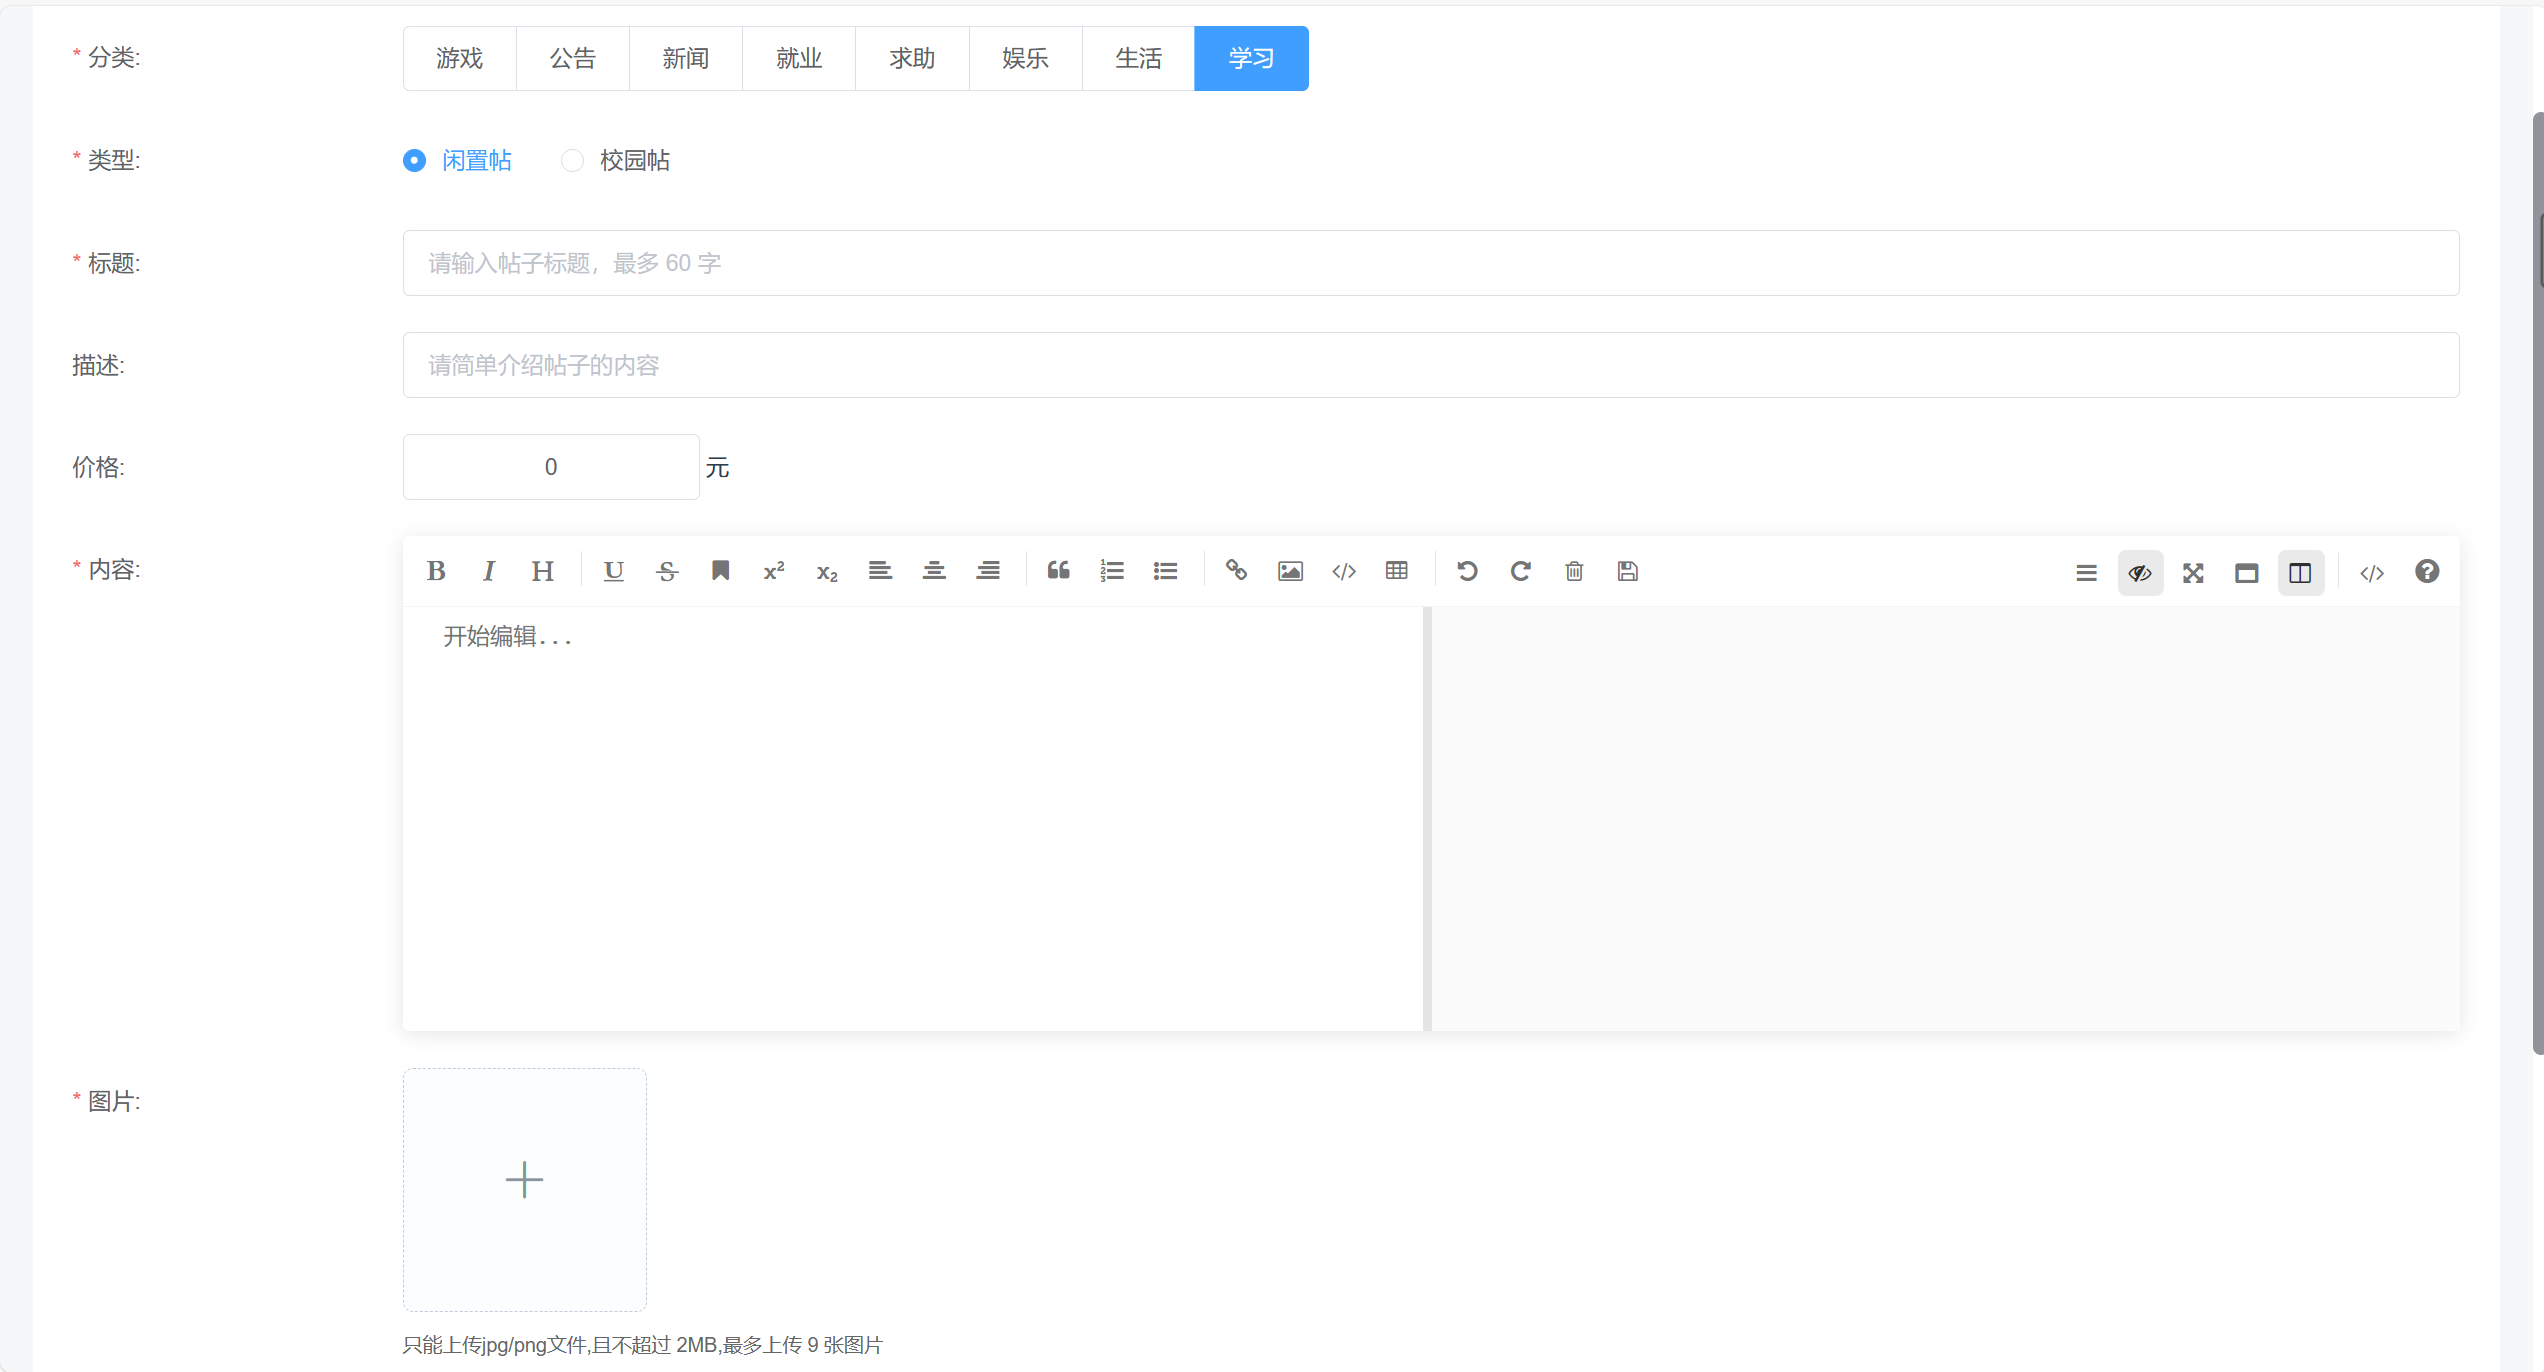 * 分类: 游戏 公告 新闻 就业 求助 娱乐 生活 学习
* 类型: 闲置帖 校园帖
* 标题: 请输入帖子标题，最多 60 字
描述: 请简单介绍帖子的内容
价格: 0 元
* 内容: B I H U S x² x₂
开始编辑...
* 图片:
只能上传jpg/png文件,且不超过 2MB,最多上传 9 张图片